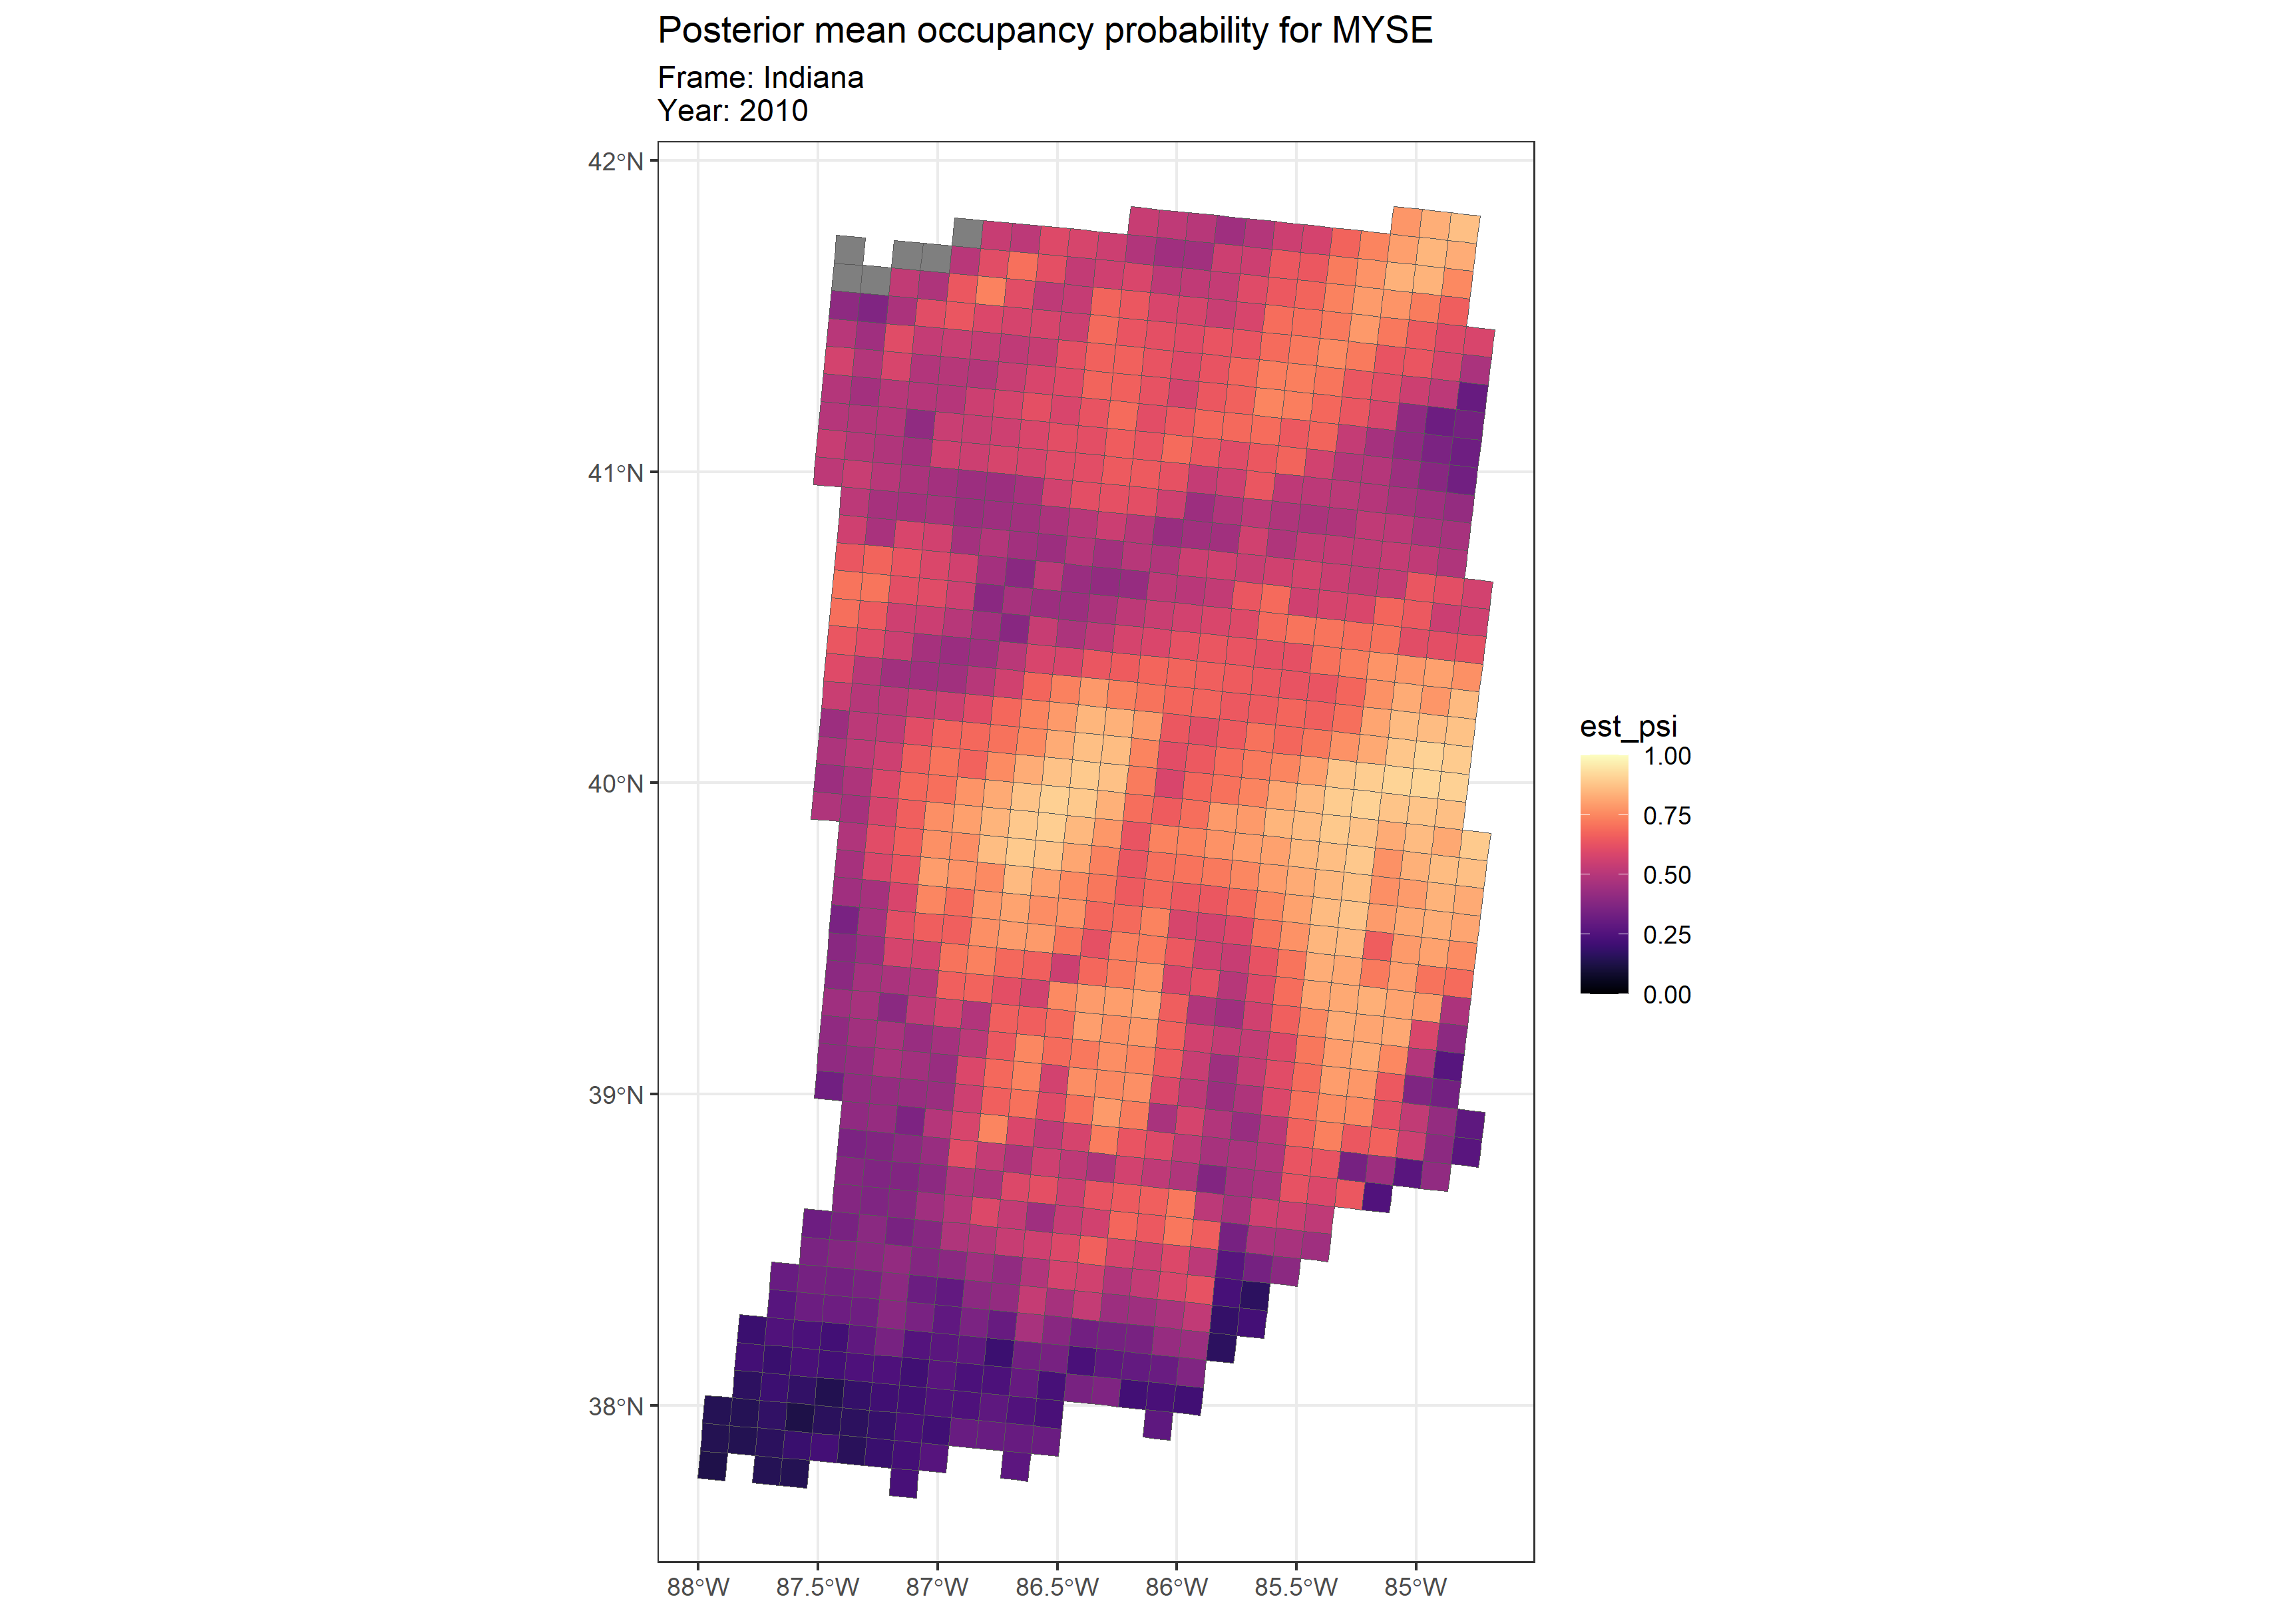 Posterior mean occupancy probability for MYSE
Frame: Indiana
Year: 2010
42°N
41°N
40°N
39°N
38°N
88°W 87.5°W 87°W 86.5°W 86°W 85.5°W 85°W
est_psi
1.00
0.75
0.50
0.25
0.00